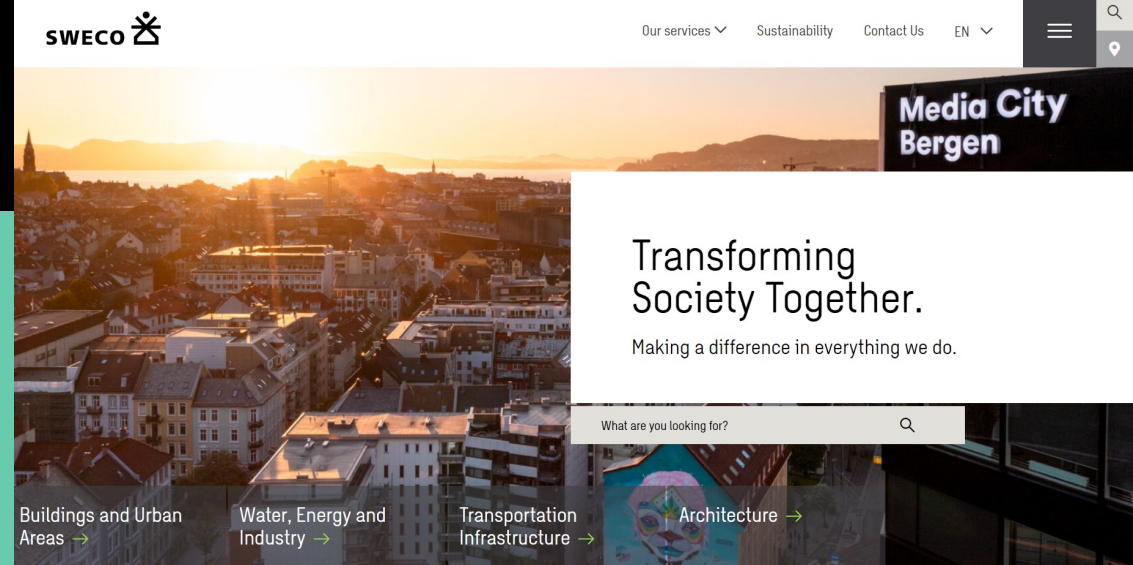 SWECO
Our services
Sustainability
Contact Us
EN
Media City
Bergen
Transforming
Society Together.
Making a difference in everything we do.
What are you looking for?
Buildings and Urban
Areas →
Water, Energy and
Industry →
Transportation
Infrastructure →
Architecture →